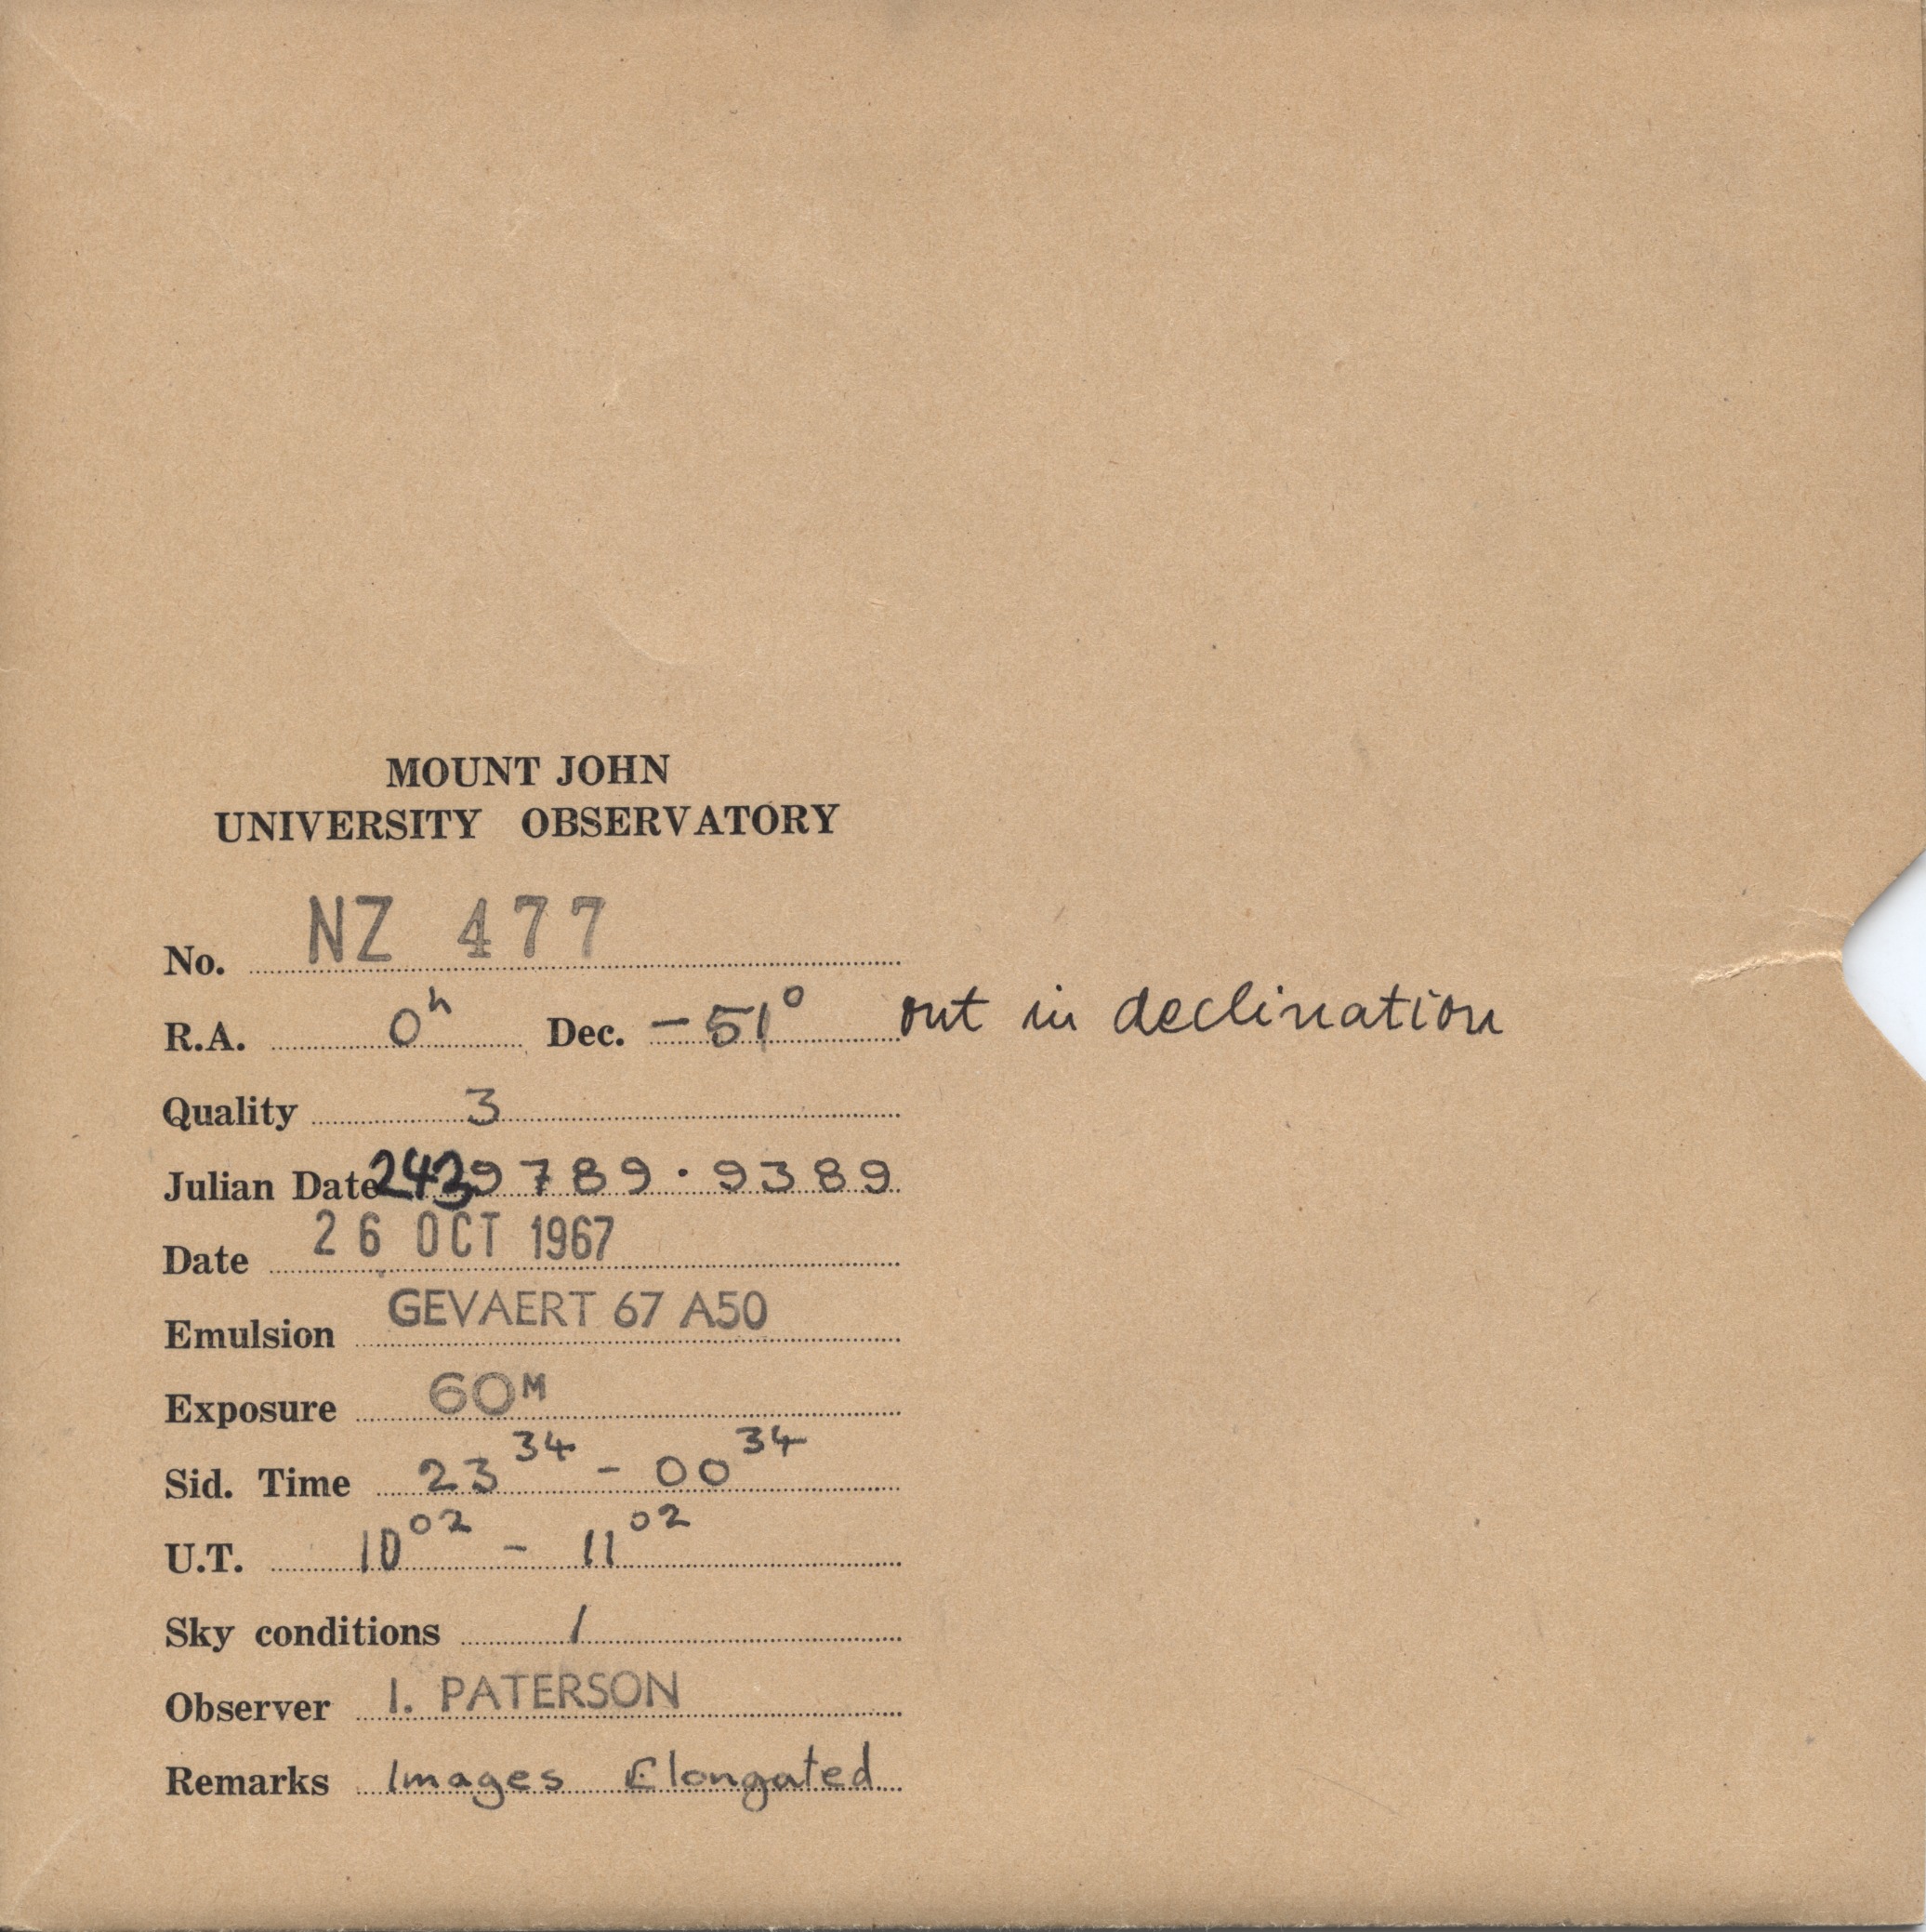 MOUNT JOHN
UNIVERSITY OBSERVATORY
No. NZ 477
R.A. 0h Dec. -51° out in declination
Quality 3
Julian Date 2439789.9389
Date 26 OCT 1967
Emulsion GEVAERT 67 A50
Exposure 60M
Sid. Time 23 34 - 00 34
U.T. 10 02 - 11 02
Sky conditions 1
Observer I. PATERSON
Remarks Images Elongated